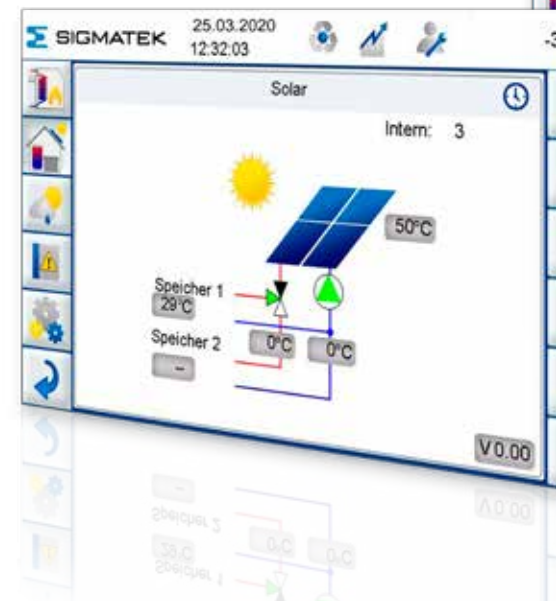 SIGMATEK
25.03.2020
12:32:03
-3
Solar
Intern: 3
50°C
Speicher 1
29°C
0°C 0°C
Speicher 2
–
V 0.00